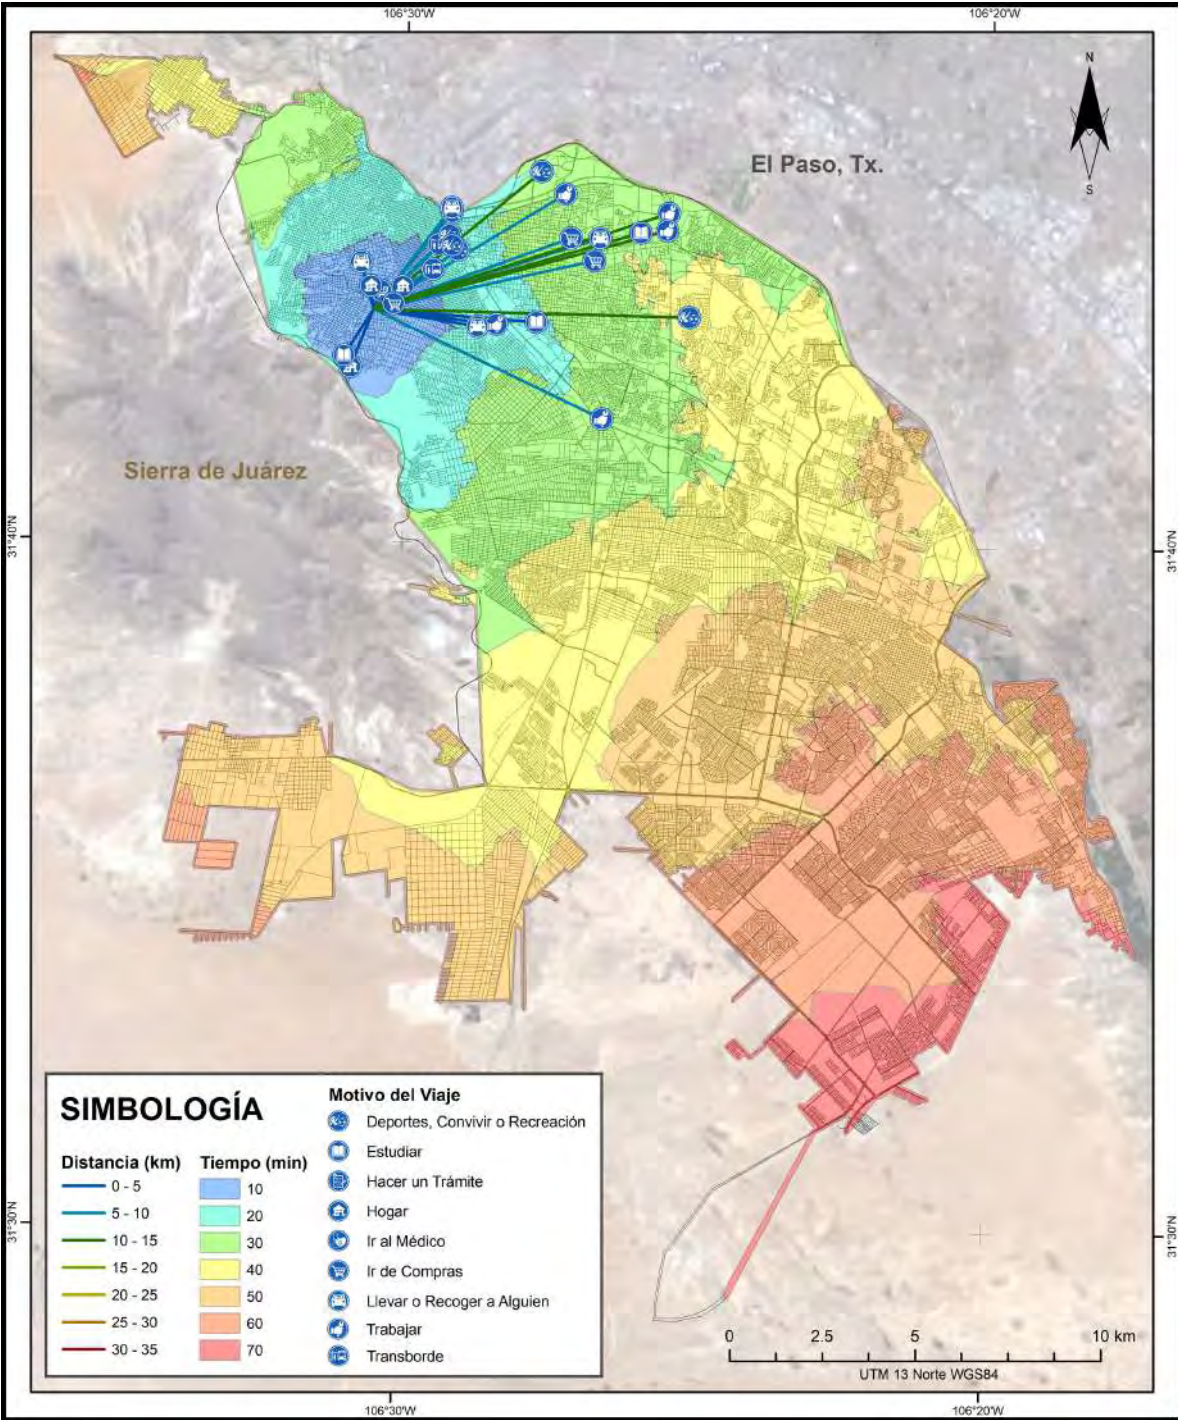 106°30'W
106°20'W
N
S
El Paso, Tx.
Sierra de Juárez
31°40'N
31°40'N
SIMBOLOGÍA
Distancia (km)
0 - 5
5 - 10
10 - 15
15 - 20
20 - 25
25 - 30
30 - 35
Tiempo (min)
10
20
30
40
50
60
70
Motivo del Viaje
Deportes, Convivir o Recreación
Estudiar
Hacer un Trámite
Hogar
Ir al Médico
Ir de Compras
Llevar o Recoger a Alguien
Trabajar
Transborde
31°30'N
31°30'N
0 2.5 5 10 km
UTM 13 Norte WGS84
106°30'W
106°20'W